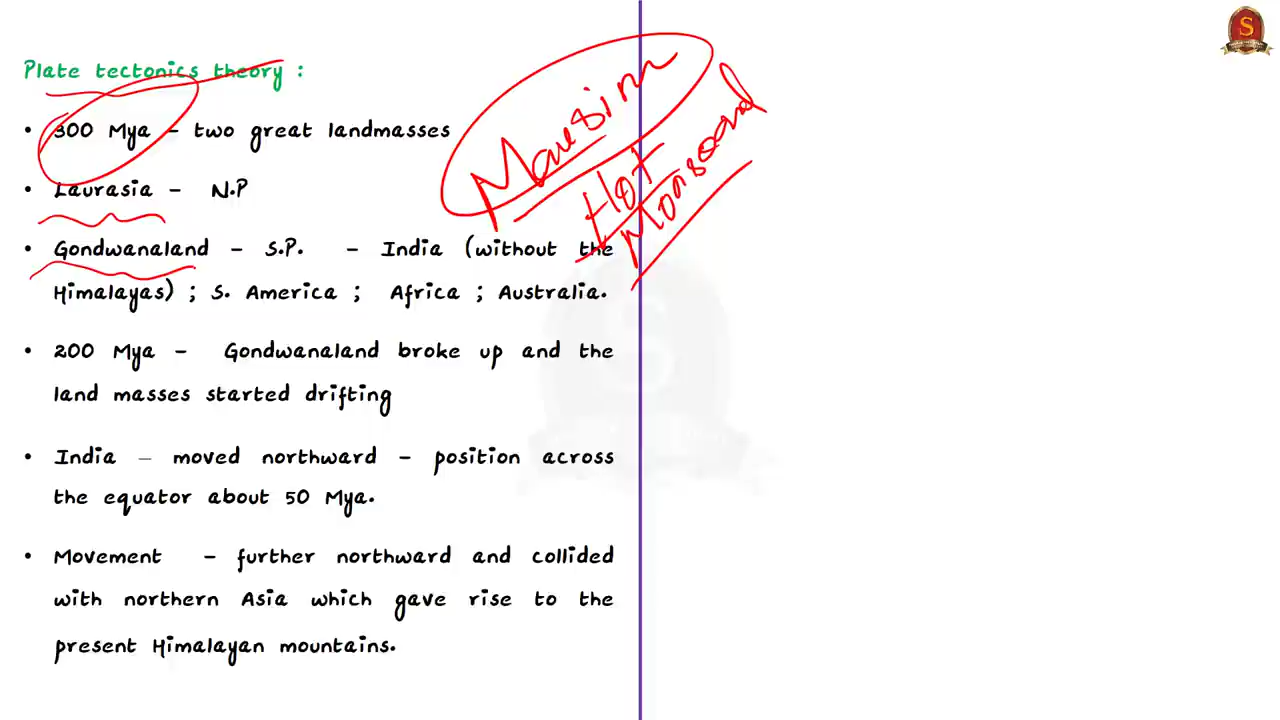 Plate tectonics theory :
• 300 Mya - two great landmasses
• Laurasia - N.P
• Gondwanaland - S.P. - India (without the
Himalayas) ; S. America ; Africa ; Australia.
• 200 Mya - Gondwanaland broke up and the
land masses started drifting
• India - moved northward - position across
the equator about 50 Mya.
• Movement - further northward and collided
with northern Asia which gave rise to the
present Himalayan mountains.
Mausim
Hot
S